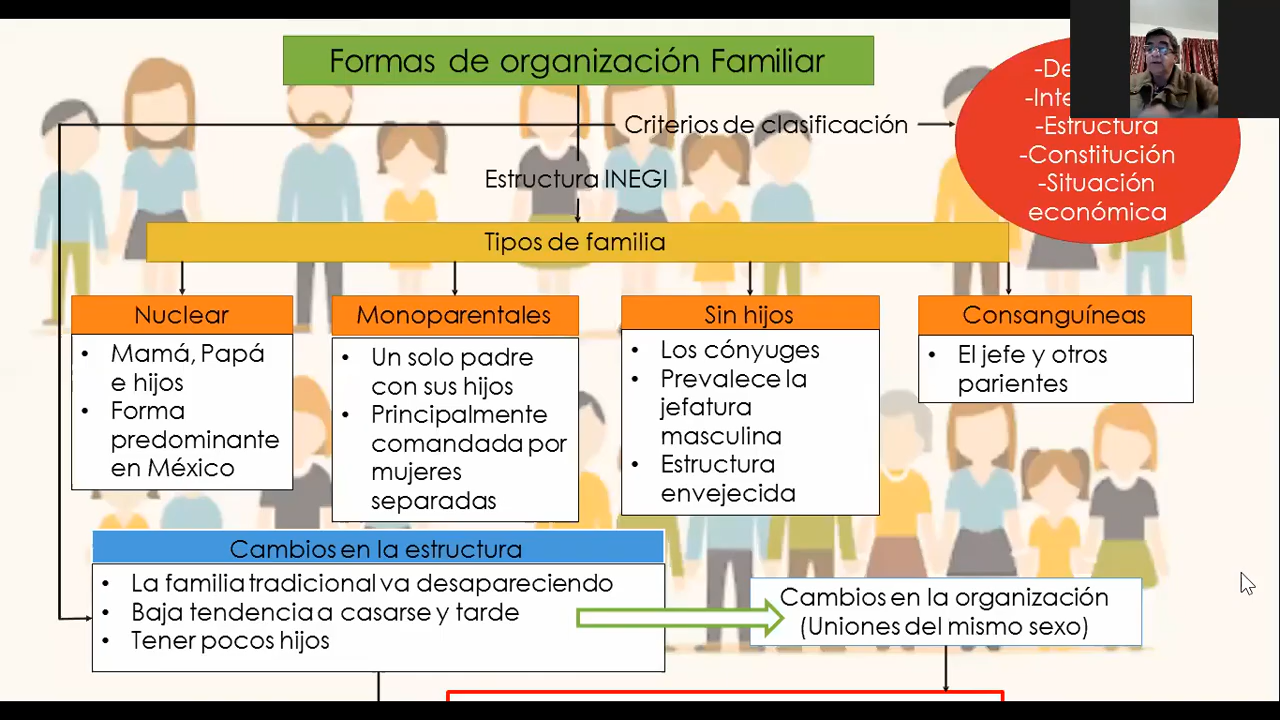 Formas de organización Familiar
Criterios de clasificación
-Estructura
-Constitución
-Situación
económica
Estructura INEGI
Tipos de familia
Nuclear
• Mamá, Papá
e hijos
• Forma
predominante
en México
Monoparentales
• Un solo padre
con sus hijos
• Principalmente
comandada por
mujeres
separadas
Sin hijos
• Los cónyuges
• Prevalece la
jefatura
masculina
• Estructura
envejecida
Consanguíneas
• El jefe y otros
parientes
Cambios en la estructura
• La familia tradicional va desapareciendo
• Baja tendencia a casarse y tarde
• Tener pocos hijos
Cambios en la organización
(Uniones del mismo sexo)